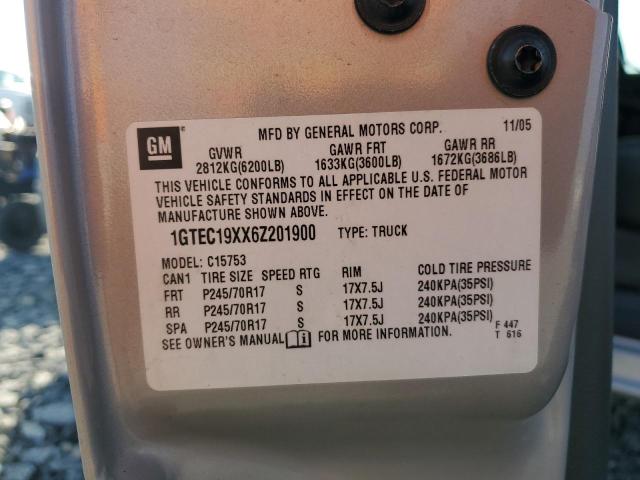 MFD BY GENERAL MOTORS CORP. 11/05
GM
GVWR GAWR FRT GAWR RR
2812KG(6200LB) 1633KG(3600LB) 1672KG(3686LB)
THIS VEHICLE CONFORMS TO ALL APPLICABLE U.S. FEDERAL MOTOR
VEHICLE SAFETY STANDARDS IN EFFECT ON THE DATE OF
MANUFACTURE SHOWN ABOVE.
1GTEC19XX6Z201900 TYPE: TRUCK
MODEL: C15753
CAN1 TIRE SIZE SPEED RTG RIM COLD TIRE PRESSURE
FRT P245/70R17 S 17X7.5J 240KPA(35PSI)
RR P245/70R17 S 17X7.5J 240KPA(35PSI)
SPA P245/70R17 S 17X7.5J 240KPA(35PSI)
SEE OWNER'S MANUAL FOR MORE INFORMATION.
F 447
T 616